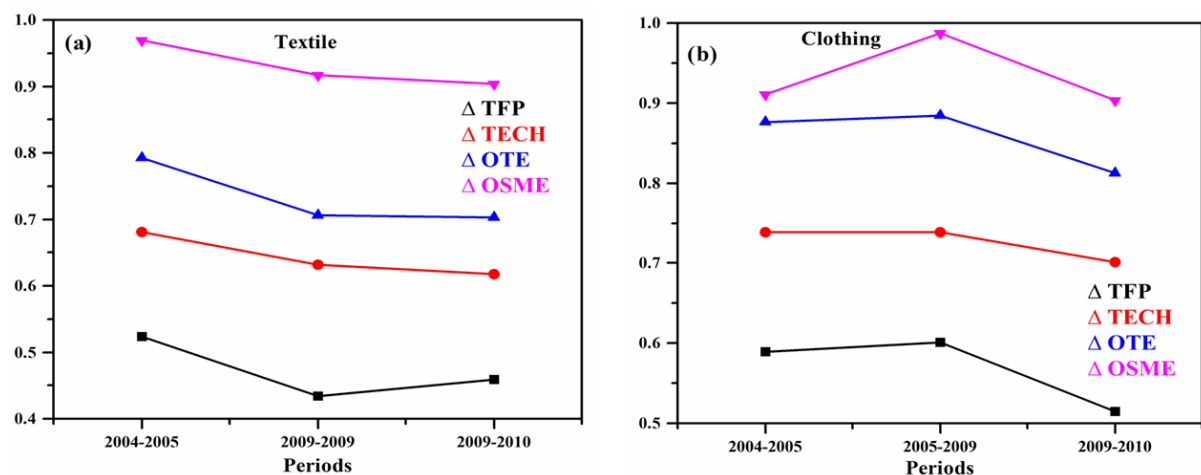 (a)
Textile
1.0
0.9
0.8
0.7
0.6
0.5
0.4
Δ TFP
Δ TECH
Δ OTE
Δ OSME
2004-2005
2009-2009
2009-2010
Periods
(b)
Clothing
1.0
0.9
0.8
0.7
0.6
0.5
Δ TFP
Δ TECH
Δ OTE
Δ OSME
2004-2005
2005-2009
2009-2010
Periods